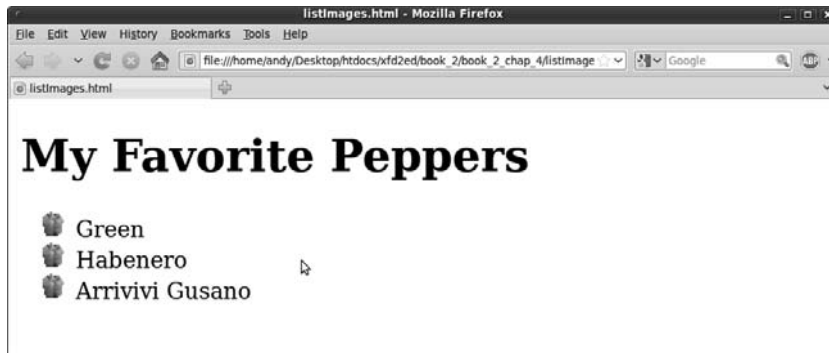 listImages.html - Mozilla Firefox
File Edit View History Bookmarks Tools Help
file:///home/andy/Desktop/htdocs/xfd2ed/book_2/book_2_chap_4/listImage
Google
ABP
listImages.html
My Favorite Peppers
Green
Habenero
Arrivivi Gusano